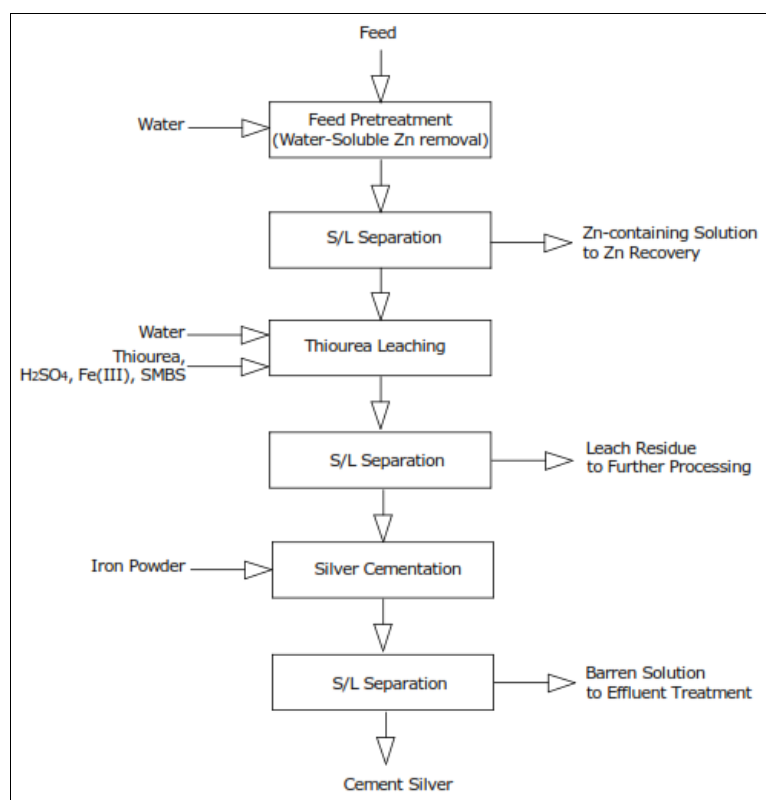 Feed
Water
Feed Pretreatment
(Water-Soluble Zn removal)
S/L Separation
Zn-containing Solution
to Zn Recovery
Water
Thiourea,
H2SO4, Fe(III), SMBS
Thiourea Leaching
S/L Separation
Leach Residue
to Further Processing
Iron Powder
Silver Cementation
S/L Separation
Barren Solution
to Effluent Treatment
Cement Silver